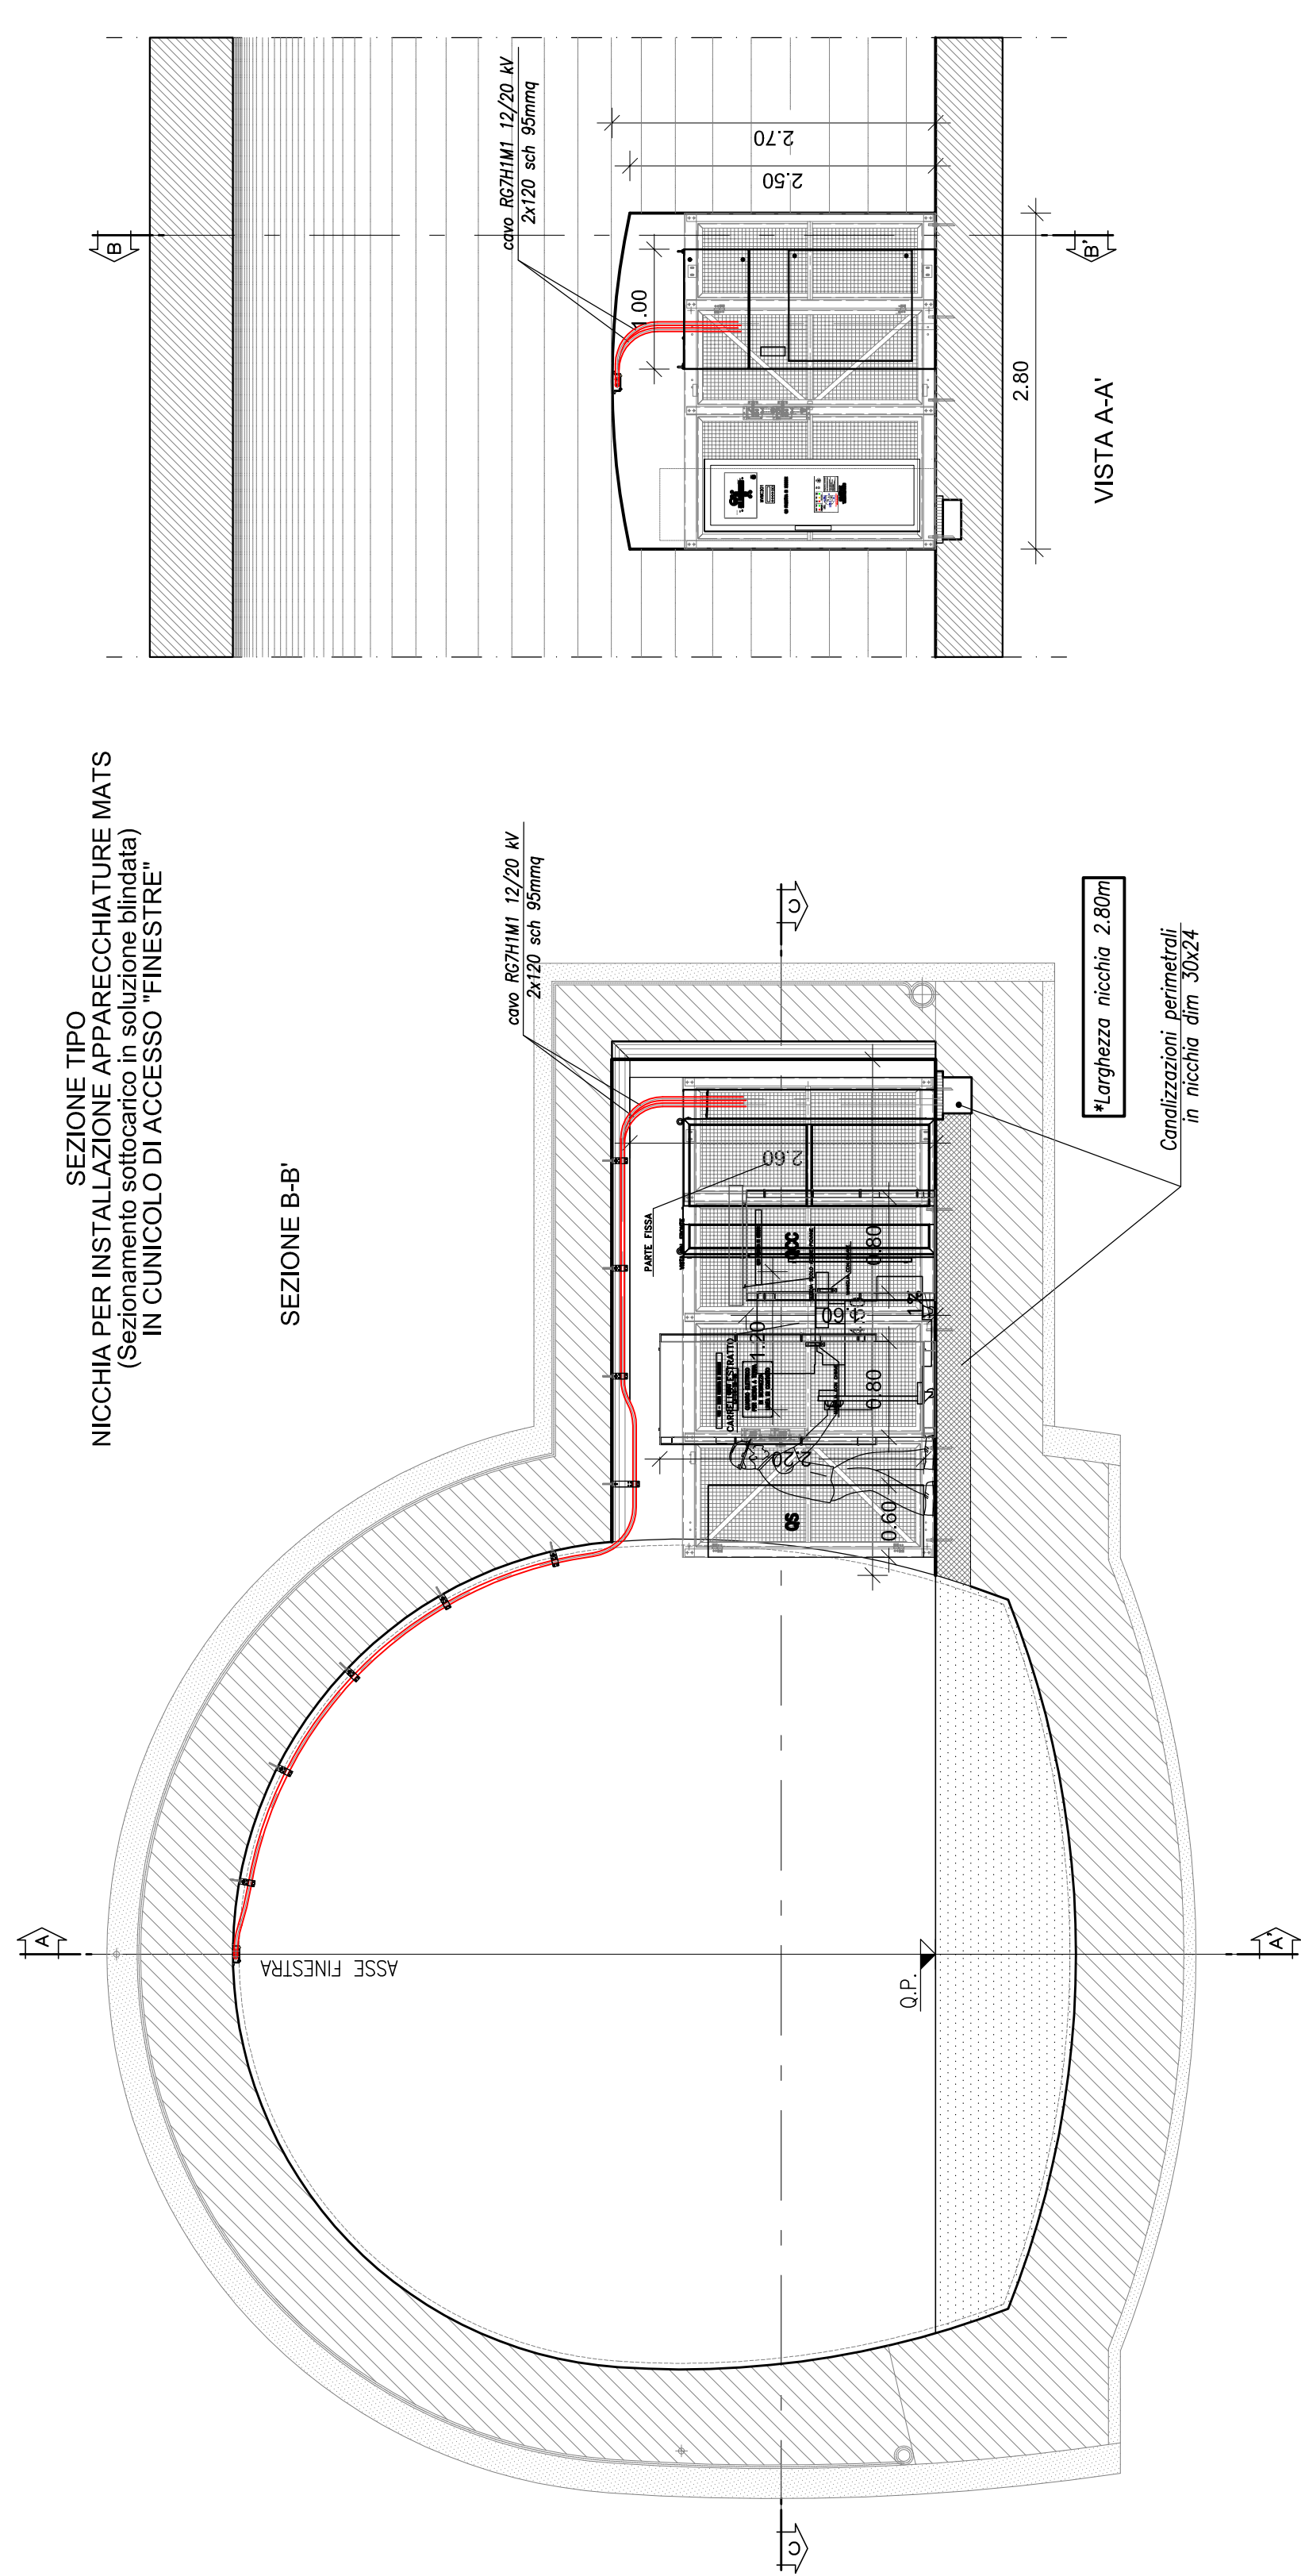 SEZIONE TIPO
NICCHIA PER INSTALLAZIONE APPARECCHIATURE MATS
(Sezionamento sottocarico in soluzione blindata)
IN CUNICOLO DI ACCESSO "FINESTRE"
SEZIONE B-B'
A
ASSE FINESTRA
Q.P.
A'
C
C
cavo RG7H1M1 12/20 kV
2x120 sch 95mmq
PARTE FISSA
2.60
QCC
0.80
0.60
1.20
1%
CARRELLO ESTRATTO
0.80
2.20
QS
0.60
*Larghezza nicchia 2.80m
Canalizzazioni perimetrali
in nicchia dim 30x24
B
cavo RG7H1M1 12/20 kV
2x120 sch 95mmq
2.70
2.50
1.00
2.80
B'
VISTA A-A'